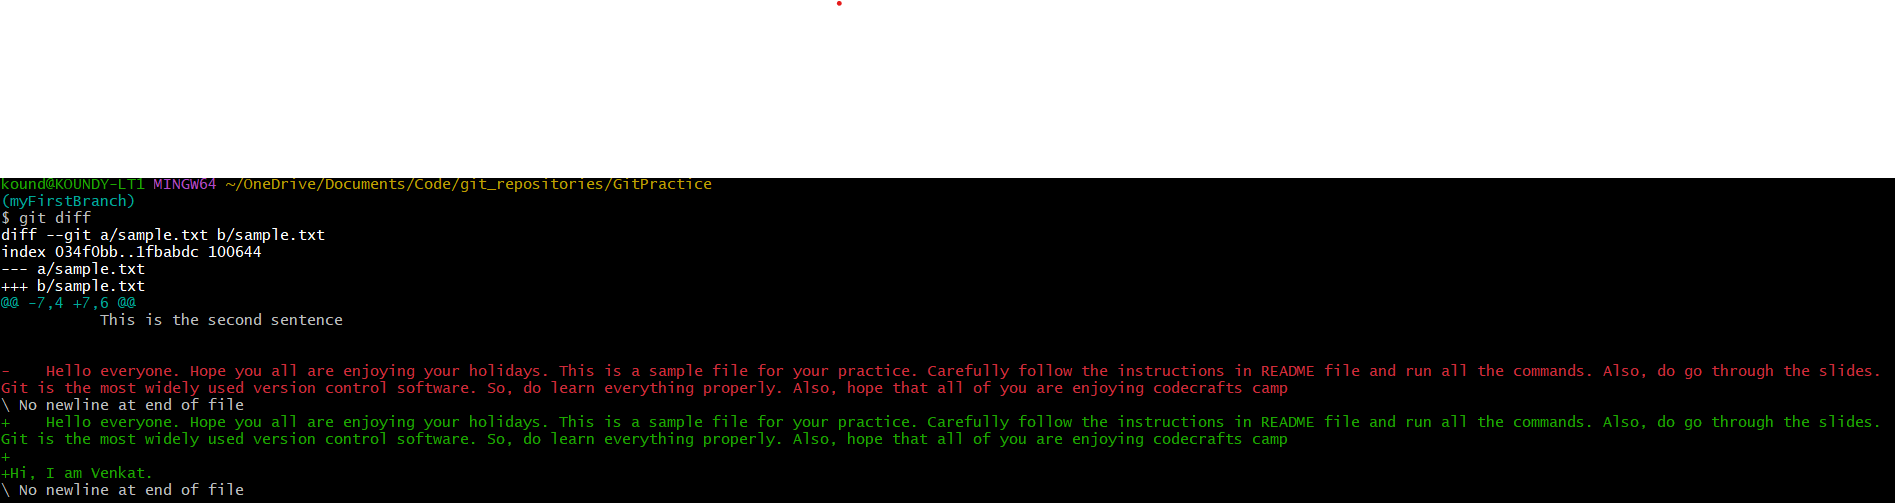 kound@KOUNDY-LT1 MINGW64 ~/OneDrive/Documents/Code/git_repositories/GitPractice
(myFirstBranch)
$ git diff
diff --git a/sample.txt b/sample.txt
index 034f0bb..1fbabdc 100644
--- a/sample.txt
+++ b/sample.txt
@@ -7,4 +7,6 @@
           This is the second sentence
-    Hello everyone. Hope you all are enjoying your holidays. This is a sample file for your practice. Carefully follow the instructions in README file and run all the commands. Also, do go through the slides.
Git is the most widely used version control software. So, do learn everything properly. Also, hope that all of you are enjoying codecrafts camp
\ No newline at end of file
+    Hello everyone. Hope you all are enjoying your holidays. This is a sample file for your practice. Carefully follow the instructions in README file and run all the commands. Also, do go through the slides.
Git is the most widely used version control software. So, do learn everything properly. Also, hope that all of you are enjoying codecrafts camp
+
+Hi, I am Venkat.
\ No newline at end of file